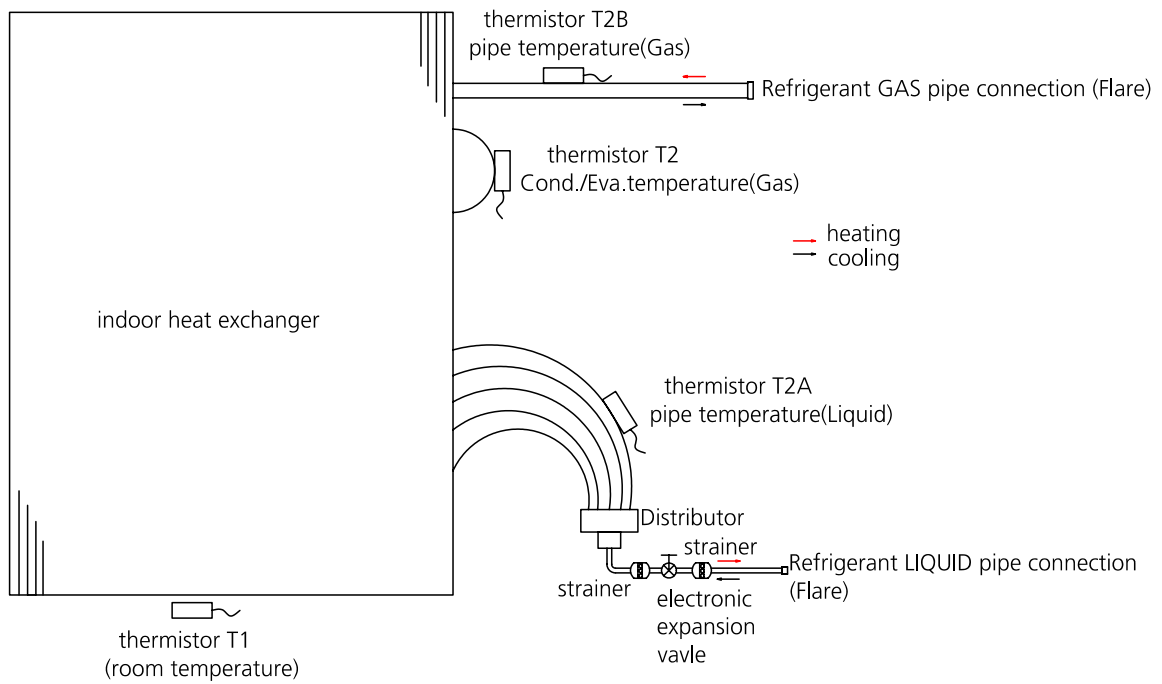 thermistor T2B
pipe temperature(Gas)
Refrigerant GAS pipe connection (Flare)
thermistor T2
Cond./Eva.temperature(Gas)
heating
cooling
indoor heat exchanger
thermistor T2A
pipe temperature(Liquid)
Distributor
strainer
Refrigerant LIQUID pipe connection
(Flare)
strainer
electronic
expansion
vavle
thermistor T1
(room temperature)